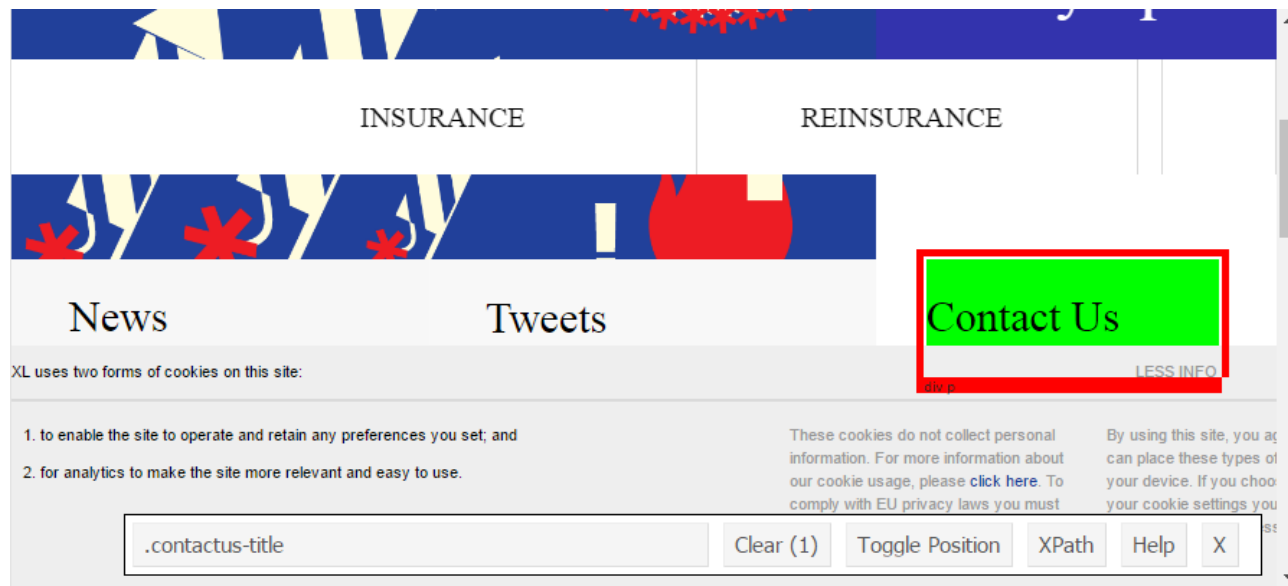 INSURANCE
REINSURANCE
News
Tweets
Contact Us
XL uses two forms of cookies on this site:
LESS INFO
div p
1. to enable the site to operate and retain any preferences you set; and
2. for analytics to make the site more relevant and easy to use.
These cookies do not collect personal
information. For more information about
our cookie usage, please click here. To
comply with EU privacy laws you must
By using this site, you
can place these types of
your device. If you
your cookie settings you
.contactus-title
Clear (1)
Toggle Position
XPath
Help
X